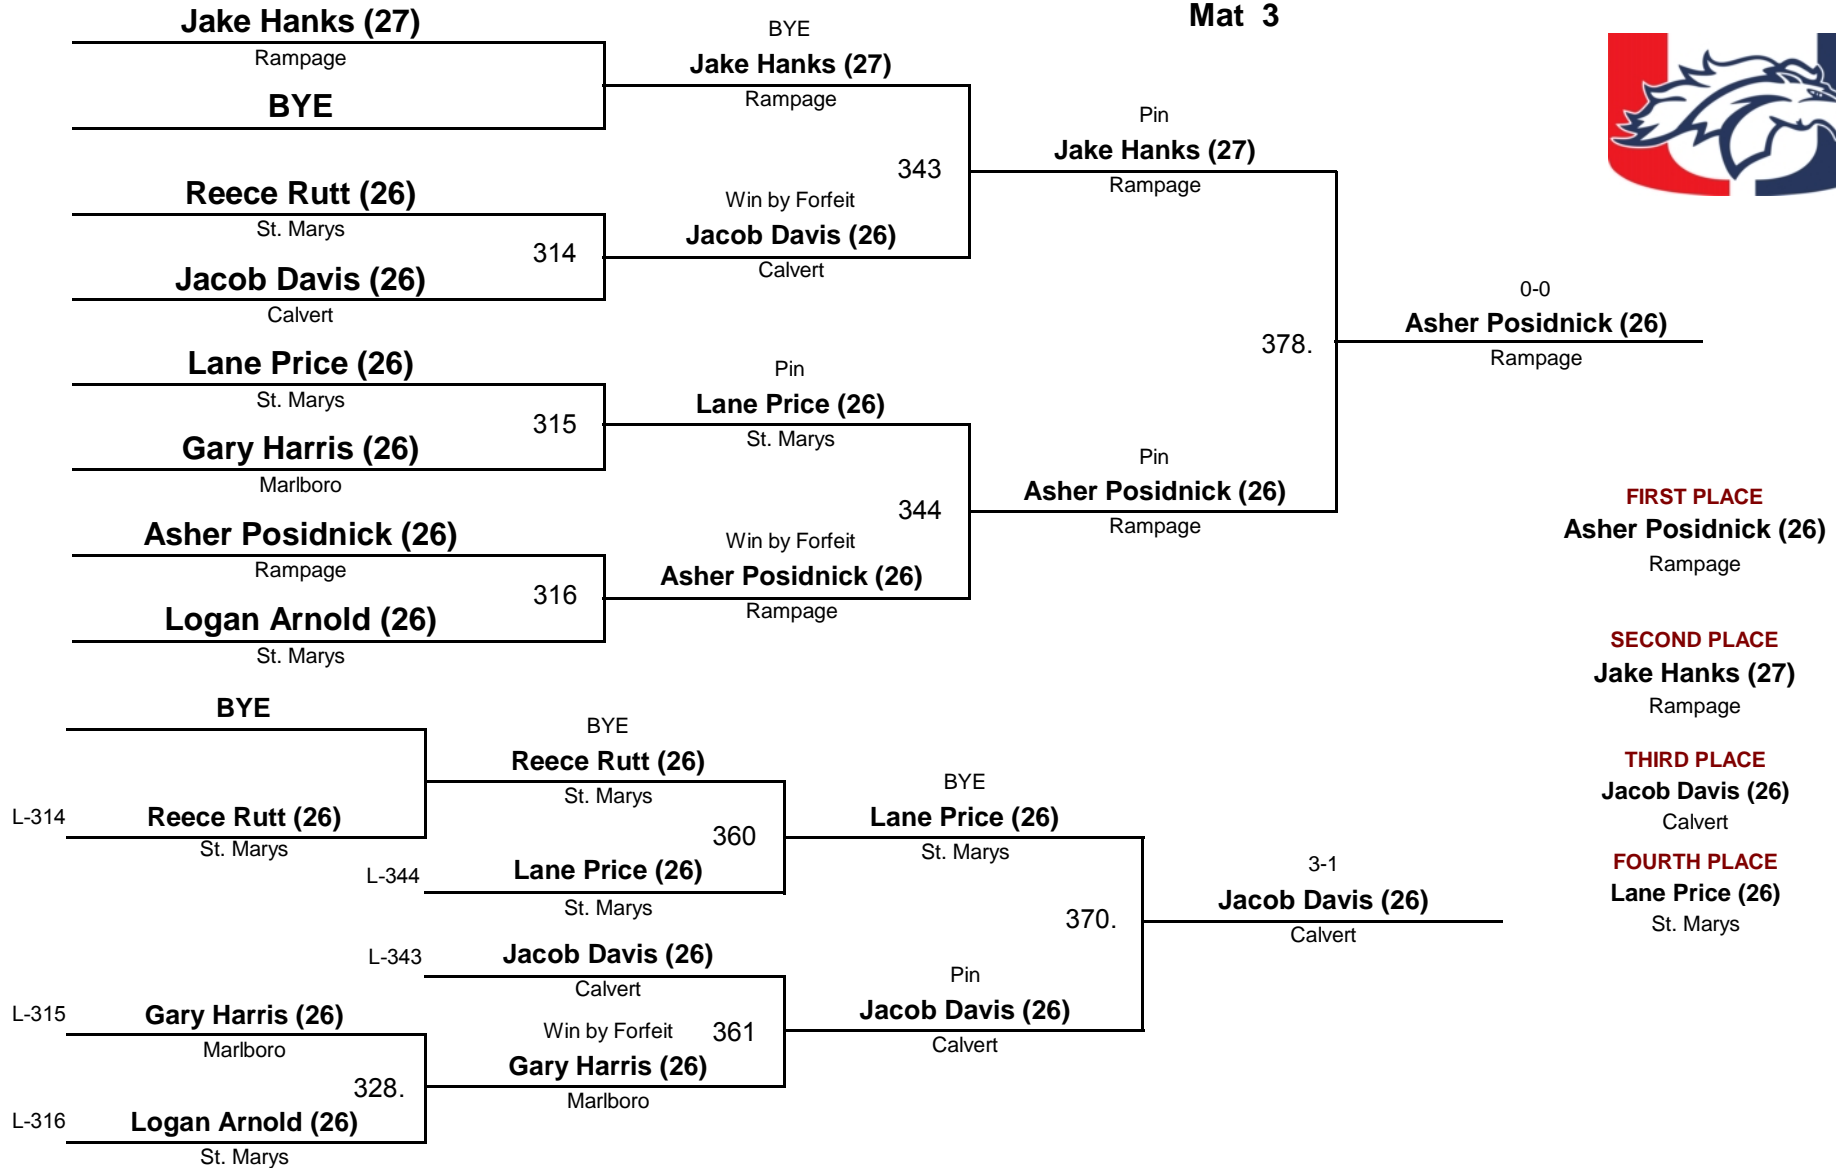 Mat 3
Jake Hanks (27)
Rampage
BYE
Reece Rutt (26)
St. Marys
314
Jacob Davis (26)
Calvert
Lane Price (26)
St. Marys
315
Gary Harris (26)
Marlboro
Asher Posidnick (26)
Rampage
316
Logan Arnold (26)
St. Marys
BYE
Jake Hanks (27)
Rampage
343
Win by Forfeit
Jacob Davis (26)
Calvert
Pin
Lane Price (26)
St. Marys
344
Win by Forfeit
Asher Posidnick (26)
Rampage
Pin
Jake Hanks (27)
Rampage
378.
Pin
Asher Posidnick (26)
Rampage
0-0
Asher Posidnick (26)
Rampage
FIRST PLACE
Asher Posidnick (26)
Rampage
SECOND PLACE
Jake Hanks (27)
Rampage
THIRD PLACE
Jacob Davis (26)
Calvert
FOURTH PLACE
Lane Price (26)
St. Marys
BYE
L-314
Reece Rutt (26)
St. Marys
L-315
Gary Harris (26)
Marlboro
328.
L-316
Logan Arnold (26)
St. Marys
BYE
Reece Rutt (26)
St. Marys
360
L-344
Lane Price (26)
St. Marys
L-343
Jacob Davis (26)
Calvert
Win by Forfeit
361
Gary Harris (26)
Marlboro
BYE
Lane Price (26)
St. Marys
370.
Pin
Jacob Davis (26)
Calvert
3-1
Jacob Davis (26)
Calvert